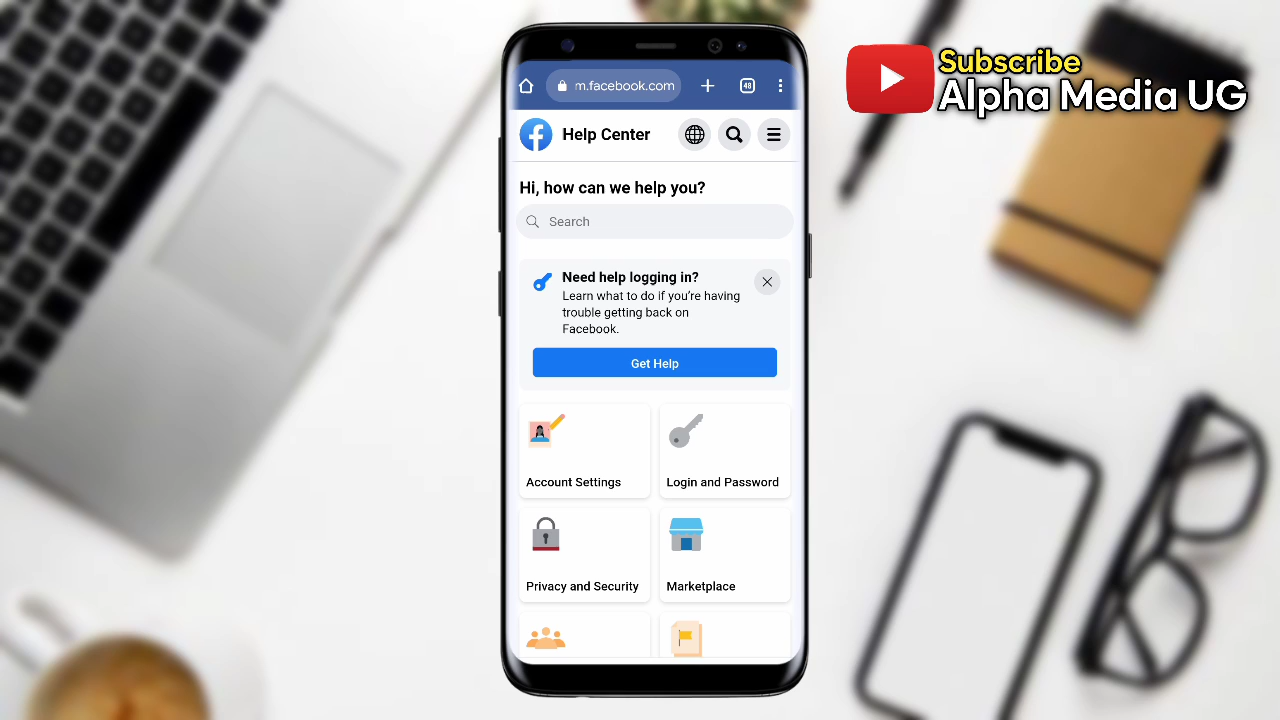 Subscribe
Alpha Media UG
m.facebook.com
48
Help Center
Hi, how can we help you?
Search
Need help logging in?
Learn what to do if you're having
trouble getting back on
Facebook.
Get Help
Account Settings
Login and Password
Privacy and Security
Marketplace